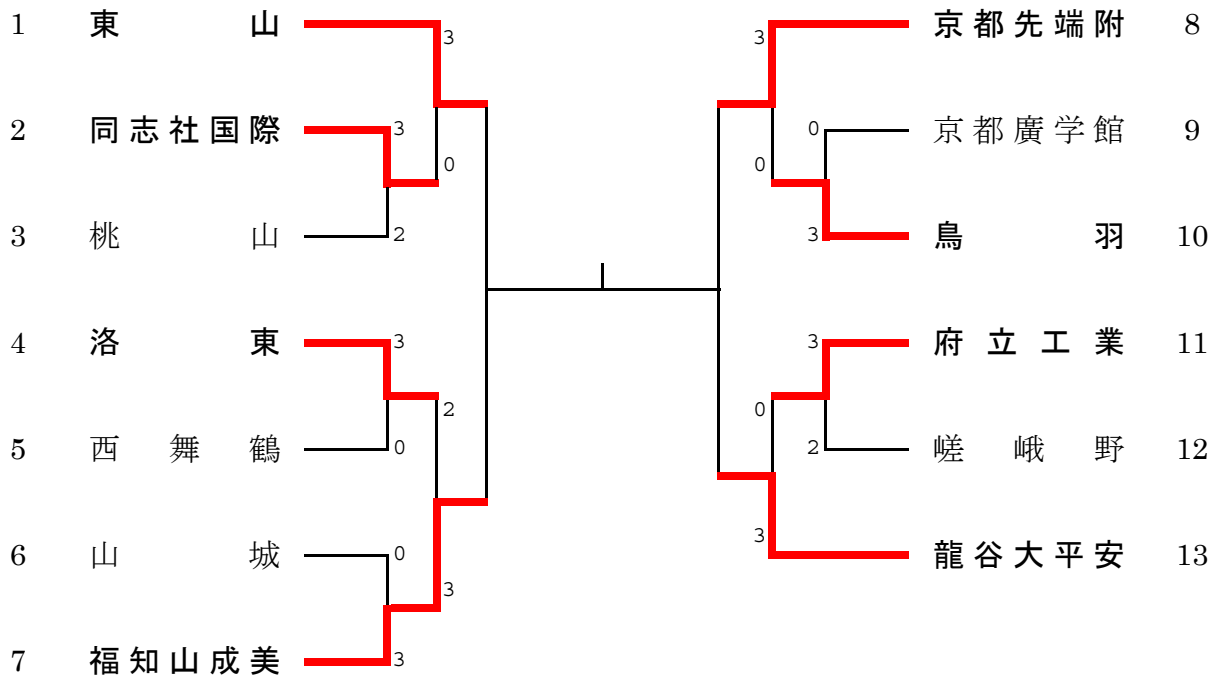 1 東山 3 3 京都先端附 8
2 同志社国際 3 0 0 0 京都廣学館 9
3 桃山 2 3 鳥羽 10
4 洛東 3 3 府立工業 11
2 0
5 西舞鶴 0 2 嵯峨野 12
6 山城 0 3 3 龍谷大平安 13
7 福知山成美 3